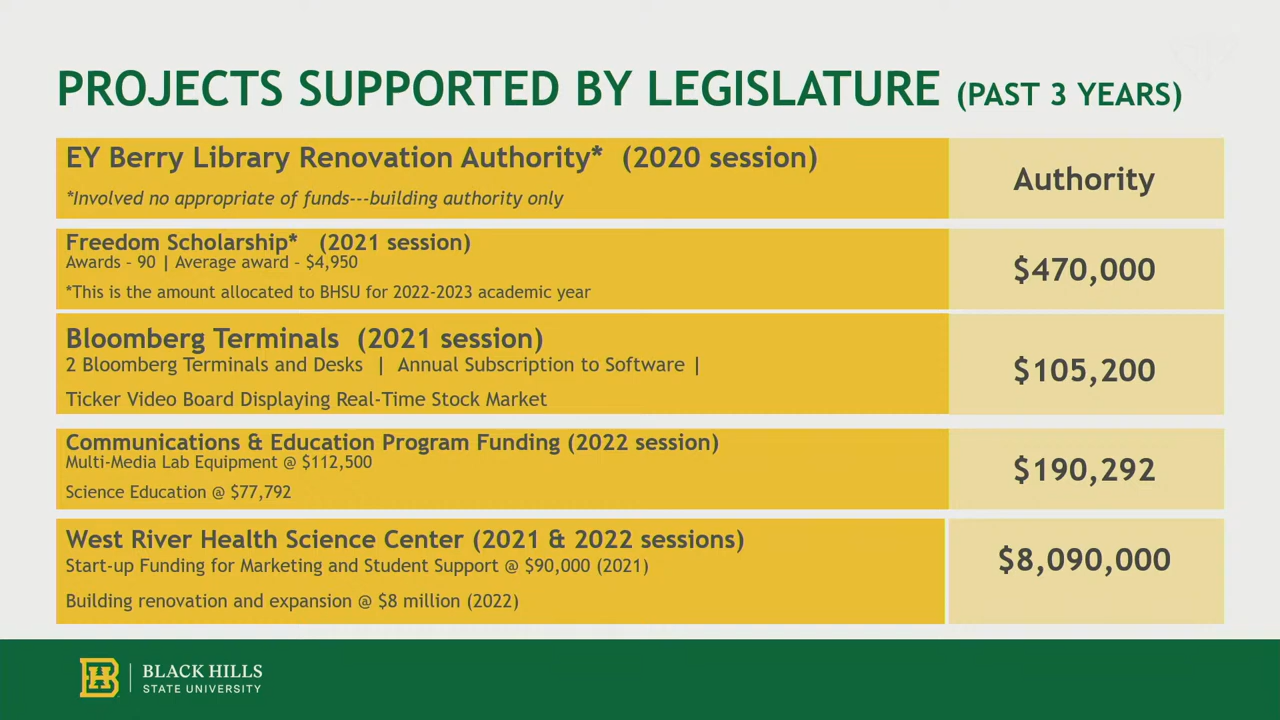 PROJECTS SUPPORTED BY LEGISLATURE (PAST 3 YEARS)
EY Berry Library Renovation Authority* (2020 session)
*Involved no appropriate of funds---building authority only
Authority
Freedom Scholarship* (2021 session)
Awards - 90 | Average award - $4,950
*This is the amount allocated to BHSU for 2022-2023 academic year
$470,000
Bloomberg Terminals (2021 session)
2 Bloomberg Terminals and Desks | Annual Subscription to Software |
Ticker Video Board Displaying Real-Time Stock Market
$105,200
Communications & Education Program Funding (2022 session)
Multi-Media Lab Equipment @ $112,500
Science Education @ $77,792
$190,292
West River Health Science Center (2021 & 2022 sessions)
Start-up Funding for Marketing and Student Support @ $90,000 (2021)
Building renovation and expansion @ $8 million (2022)
$8,090,000
BH
BLACK HILLS
STATE UNIVERSITY